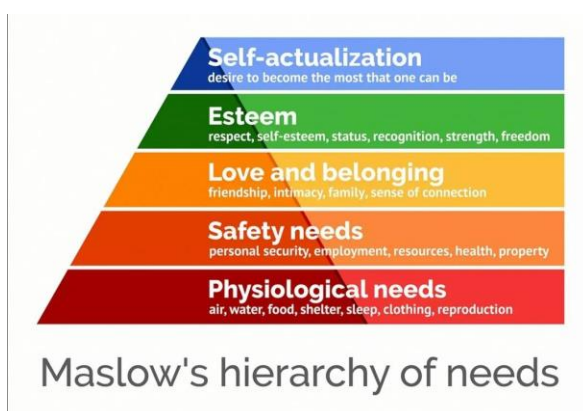 Self-actualization
desire to become the most that one can be
Esteem
respect, self-esteem, status, recognition, strength, freedom
Love and belonging
friendship, intimacy, family, sense of connection
Safety needs
personal security, employment, resources, health, property
Physiological needs
air, water, food, shelter, sleep, clothing, reproduction
Maslow's hierarchy of needs